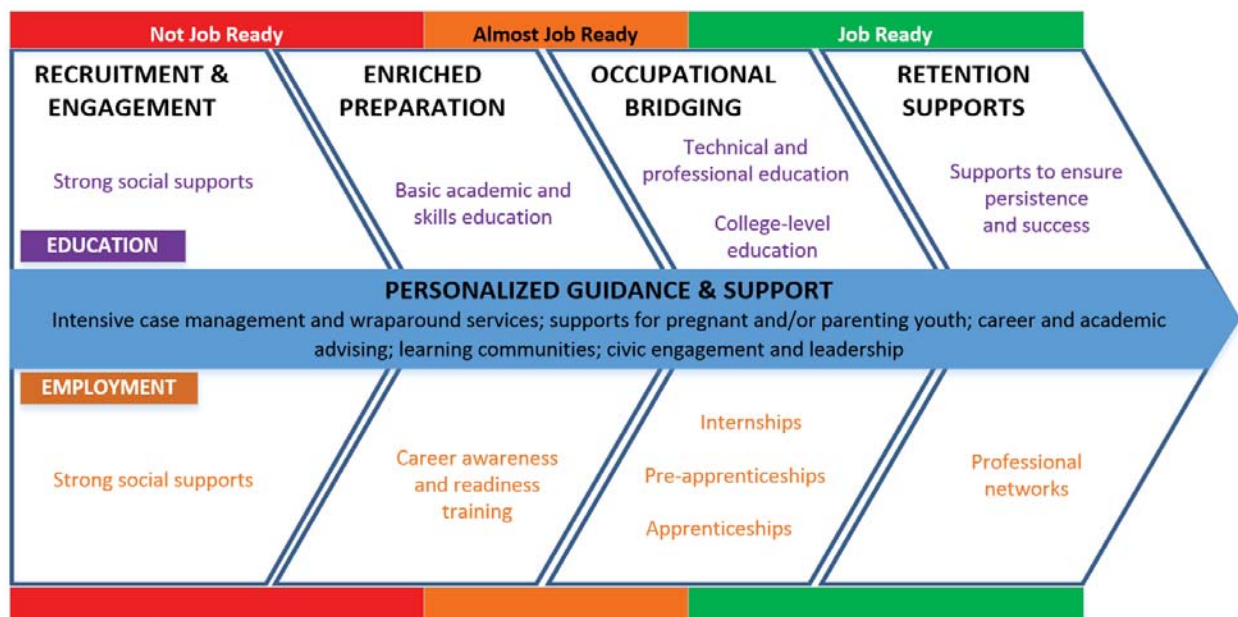 Not Job Ready
Almost Job Ready
Job Ready
RECRUITMENT &
ENGAGEMENT
ENRICHED
PREPARATION
OCCUPATIONAL
BRIDGING
RETENTION
SUPPORTS
Strong social supports
Basic academic and
skills education
Technical and
professional education
College-level
education
Supports to ensure
persistence
and success
EDUCATION
PERSONALIZED GUIDANCE & SUPPORT
Intensive case management and wraparound services; supports for pregnant and/or parenting youth; career and academic
advising; learning communities; civic engagement and leadership
EMPLOYMENT
Strong social supports
Career awareness
and readiness
training
Internships
Pre-apprenticeships
Apprenticeships
Professional
networks